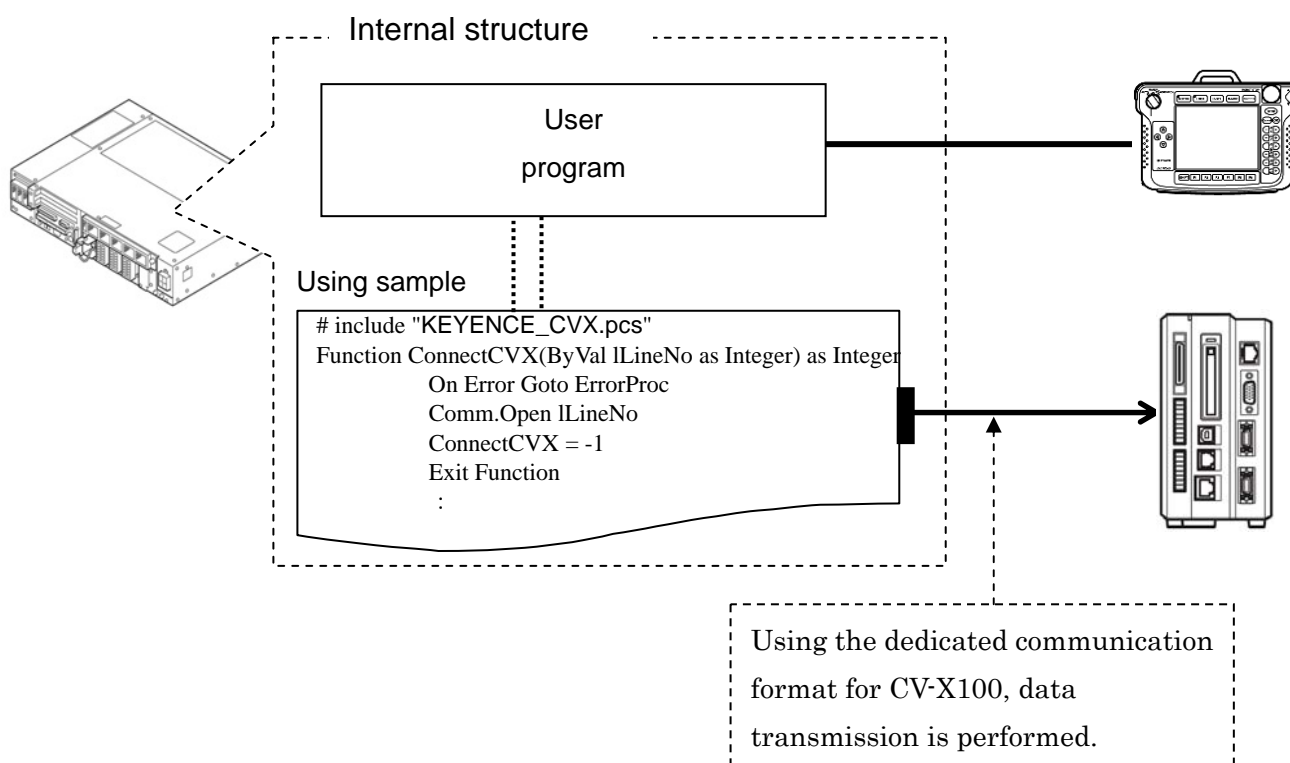 Internal structure
User
program
Using sample
# include "KEYENCE_CVX.pcs"
Function ConnectCVX(ByVal lLineNo as Integer) as Integer
On Error Goto ErrorProc
Comm.Open lLineNo
ConnectCVX = -1
Exit Function
:
Using the dedicated communication
format for CV-X100, data
transmission is performed.